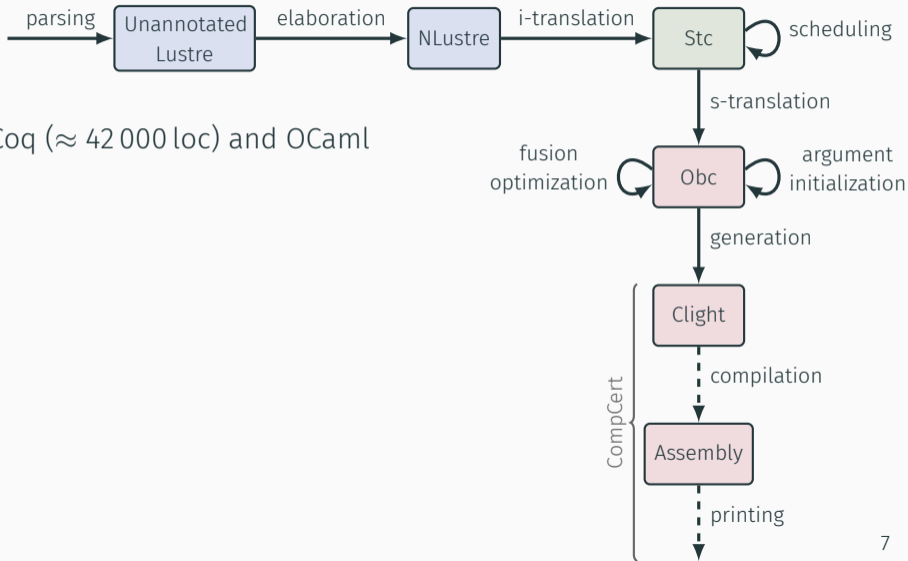 parsing
Unannotated
Lustre
elaboration
NLustre
i-translation
Stc
scheduling
s-translation
Coq (≈ 42 000 loc) and OCaml
fusion
optimization
Obc
argument
initialization
generation
Clight
compilation
CompCert
Assembly
printing
7